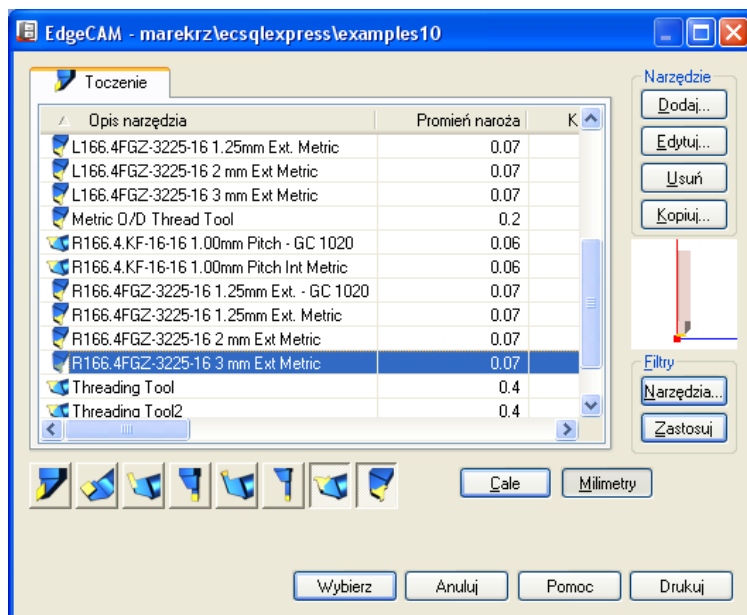 EdgeCAM - marekrz\ecsqlexpress\examples10
Toczenie
Opis narzędzia Promień naroża K
L166.4FGZ-3225-16 1.25mm Ext. Metric 0.07
L166.4FGZ-3225-16 2 mm Ext Metric 0.07
L166.4FGZ-3225-16 3 mm Ext Metric 0.07
Metric O/D Thread Tool 0.2
R166.4.KF-16-16 1.00mm Pitch - GC 1020 0.06
R166.4.KF-16-16 1.00mm Pitch Int Metric 0.06
R166.4FGZ-3225-16 1.25mm Ext. - GC 1020 0.07
R166.4FGZ-3225-16 1.25mm Ext. Metric 0.07
R166.4FGZ-3225-16 2 mm Ext Metric 0.07
R166.4FGZ-3225-16 3 mm Ext Metric 0.07
Threading Tool 0.4
Threading Tool2 0.4
Narzędzie
Dodaj...
Edytuj...
Usuń
Kopiuj...
Filtry
Narzędzia...
Zastosuj
Cale Milimetry
Wybierz Anuluj Pomoc Drukuj